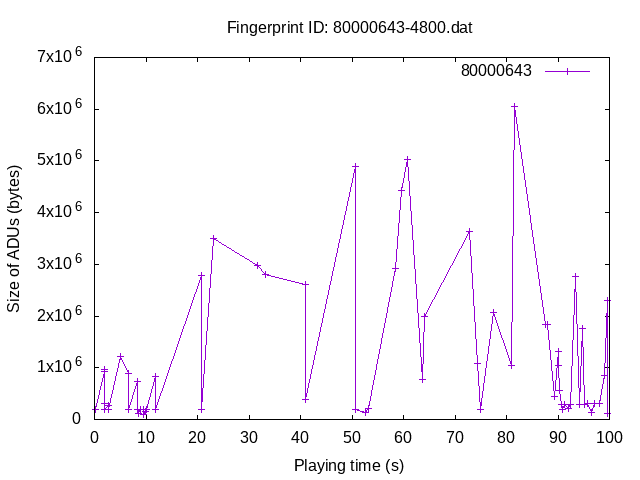 Fingerprint ID: 80000643-4800.dat
80000643
Size of ADUs (bytes)
7x10^6
6x10^6
5x10^6
4x10^6
3x10^6
2x10^6
1x10^6
0
0 10 20 30 40 50 60 70 80 90 100
Playing time (s)